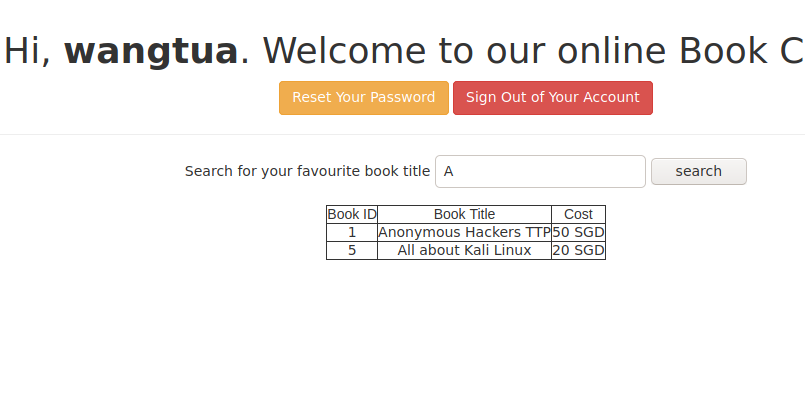 Hi, wangtua. Welcome to our online Book C
Reset Your Password Sign Out of Your Account
Search for your favourite book title A search
Book ID Book Title Cost
1 Anonymous Hackers TTP 50 SGD
5 All about Kali Linux 20 SGD